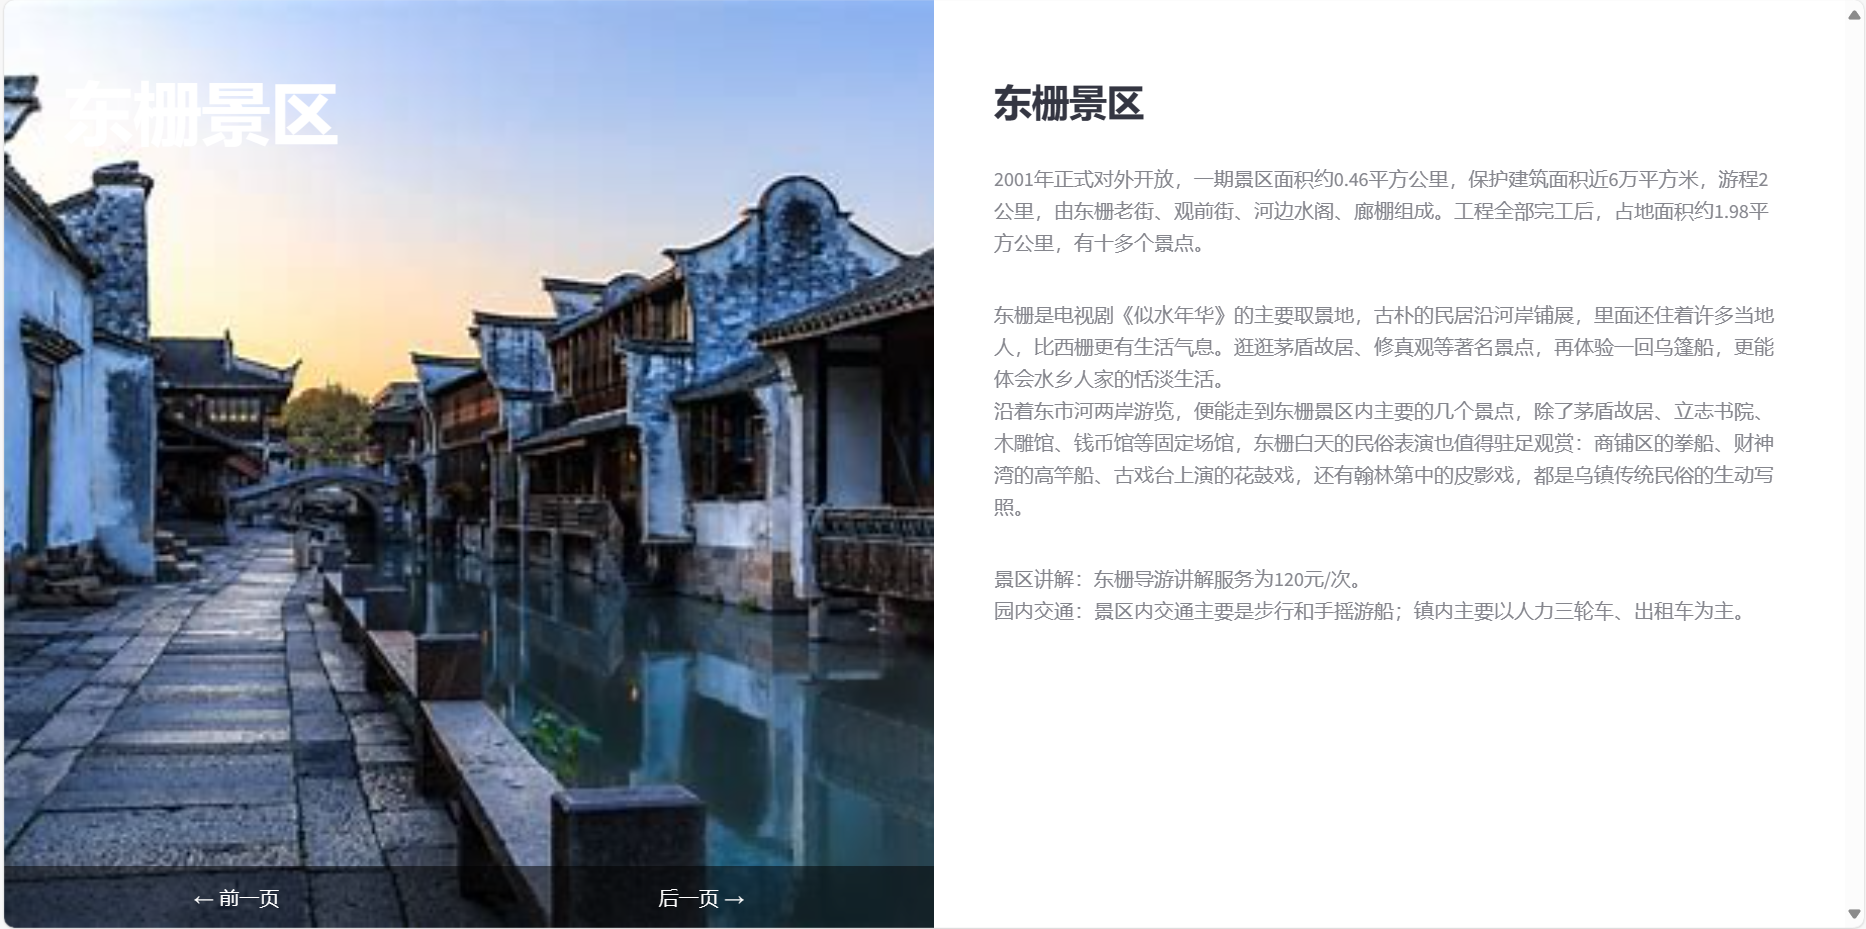 东栅景区
← 前一页
后一页 →
东栅景区
2001年正式对外开放，一期景区面积约0.46平方公里，保护建筑面积近6万平方米，游程2
公里，由东栅老街、观前街、河边水阁、廊棚组成。工程全部完工后，占地面积约1.98平
方公里，有十多个景点。
东栅是电视剧《似水年华》的主要取景地，古朴的民居沿河岸铺展，里面还住着许多当地
人，比西栅更有生活气息。逛逛茅盾故居、修真观等著名景点，再体验一回乌篷船，更能
体会水乡人家的恬淡生活。
沿着东市河两岸游览，便能走到东栅景区内主要的几个景点，除了茅盾故居、立志书院、
木雕馆、钱币馆等固定场馆，东栅白天的民俗表演也值得驻足观赏：商铺区的拳船、财神
湾的高竿船、古戏台上演的花鼓戏，还有翰林第中的皮影戏，都是乌镇传统民俗的生动写
照。
景区讲解：东栅导游讲解服务为120元/次。
园内交通：景区内交通主要是步行和手摇游船；镇内主要以人力三轮车、出租车为主。